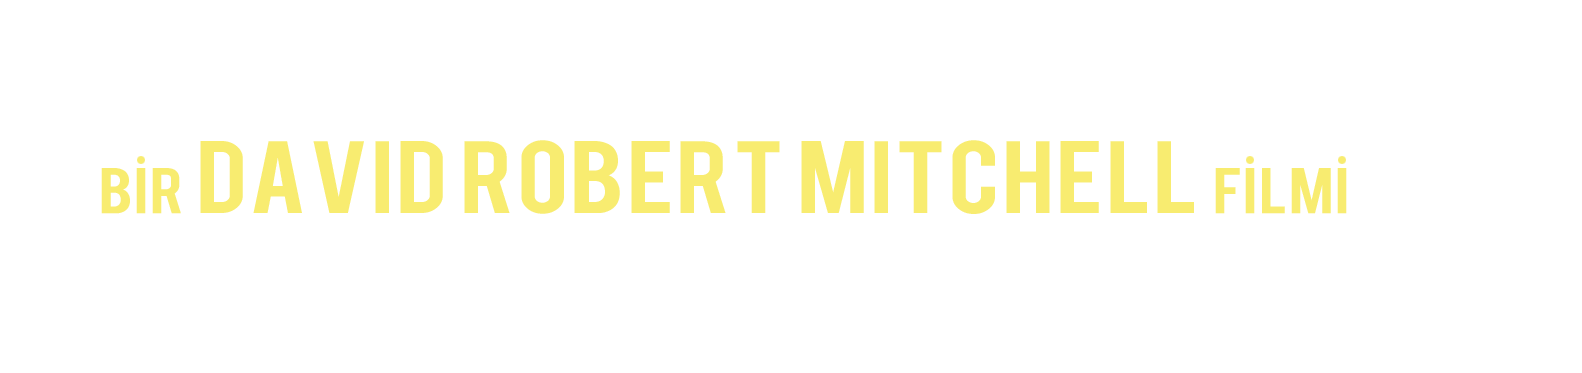 BİR DAVID ROBERT MITCHELL FİLMİ